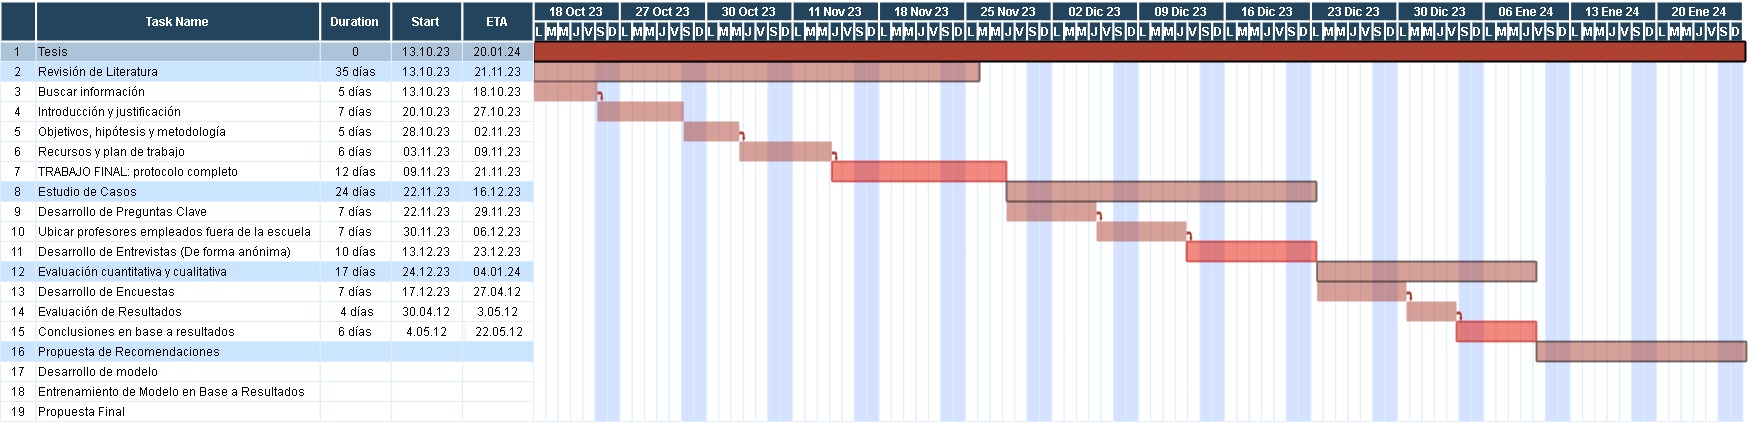 Task Name Duration Start ETA 18 Oct 23 27 Oct 23 30 Oct 23 11 Nov 23 18 Nov 23 25 Nov 23 02 Dic 23 09 Dic 23 16 Dic 23 23 Dic 23 30 Dic 23 06 Ene 24 13 Ene 24 20 Ene 24
L M M J V S D L M M J V S D L M M J V S D L M M J V S D L M M J V S D L M M J V S D L M M J V S D L M M J V S D L M M J V S D L M M J V S D L M M J V S D L M M J V S D L M M J V S D L M M J V S D
1 Tesis 0 13.10.23 20.01.24
2 Revisión de Literatura 35 días 13.10.23 21.11.23
3 Buscar información 5 días 13.10.23 18.10.23
4 Introducción y justificación 7 días 20.10.23 27.10.23
5 Objetivos, hipótesis y metodología 5 días 28.10.23 02.11.23
6 Recursos y plan de trabajo 6 días 03.11.23 09.11.23
7 TRABAJO FINAL: protocolo completo 12 días 09.11.23 21.11.23
8 Estudio de Casos 24 días 22.11.23 16.12.23
9 Desarrollo de Preguntas Clave 7 días 22.11.23 29.11.23
10 Ubicar profesores empleados fuera de la escuela 7 días 30.11.23 06.12.23
11 Desarrollo de Entrevistas (De forma anónima) 10 días 13.12.23 23.12.23
12 Evaluación cuantitativa y cualitativa 17 días 24.12.23 04.01.24
13 Desarrollo de Encuestas 7 días 17.12.23 27.04.12
14 Evaluación de Resultados 4 días 30.04.12 3.05.12
15 Conclusiones en base a resultados 6 días 4.05.12 22.05.12
16 Propuesta de Recomendaciones
17 Desarrollo de modelo
18 Entrenamiento de Modelo en Base a Resultados
19 Propuesta Final